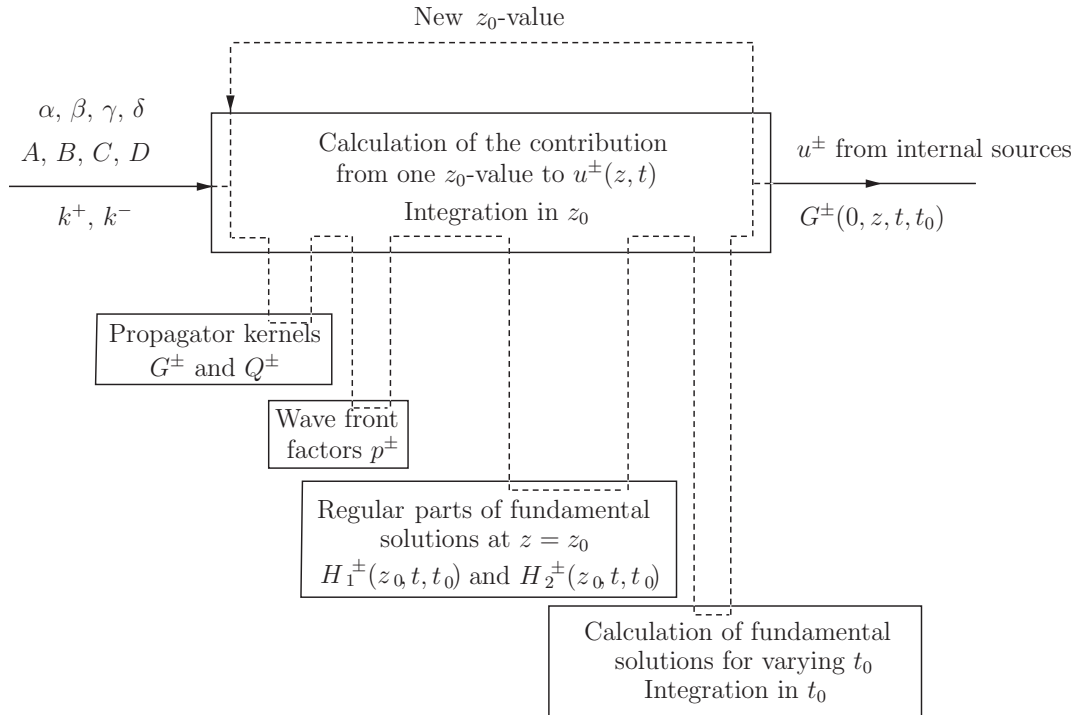 New z₀-value
α, β, γ, δ
A, B, C, D
k⁺, k⁻
Calculation of the contribution
from one z₀-value to u^±(z, t)
Integration in z₀
u^± from internal sources
G^±(0, z, t, t₀)
Propagator kernels
G^± and Q^±
Wave front
factors p^±
Regular parts of fundamental
solutions at z = z₀
H₁^±(z₀, t, t₀) and H₂^±(z₀, t, t₀)
Calculation of fundamental
solutions for varying t₀
Integration in t₀